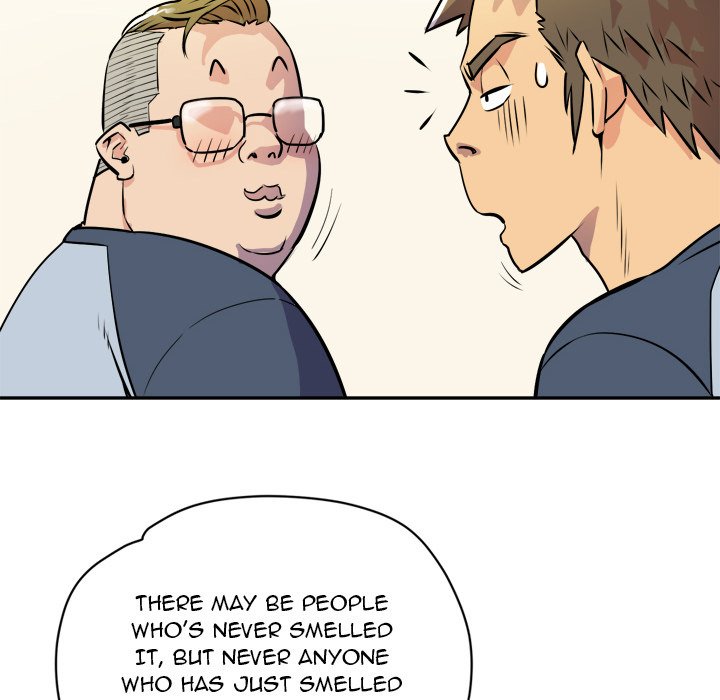 THERE MAY BE PEOPLE
WHO'S NEVER SMELLED
IT, BUT NEVER ANYONE
WHO HAS JUST SMELLED